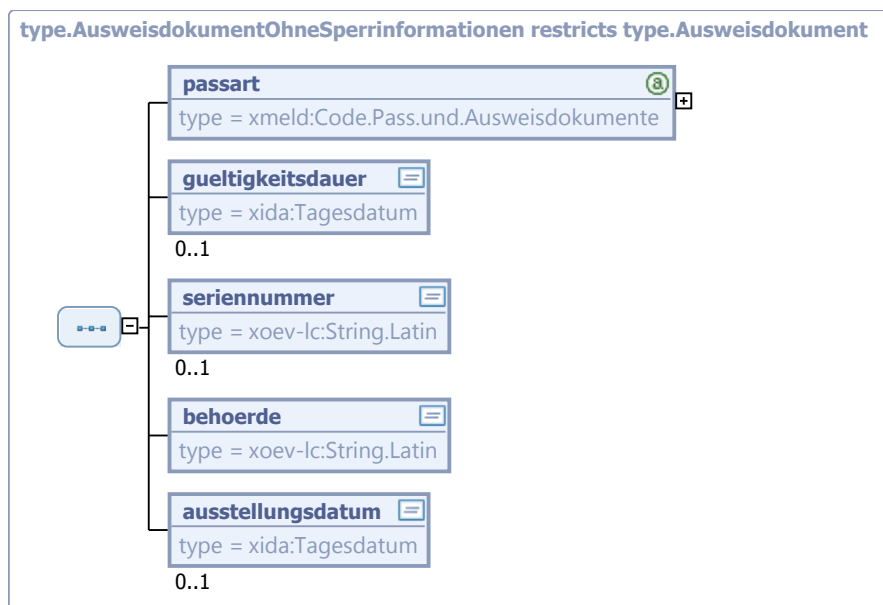 type.AusweisdokumentOhneSperrinformationen restricts type.Ausweisdokument
passart
type = xmeld:Code.Pass.und.Ausweisdokumente
gueltigkeitsdauer
type = xida:Tagesdatum
0..1
seriennummer
type = xoev-lc:String.Latin
0..1
behoerde
type = xoev-lc:String.Latin
ausstellungsdatum
type = xida:Tagesdatum
0..1